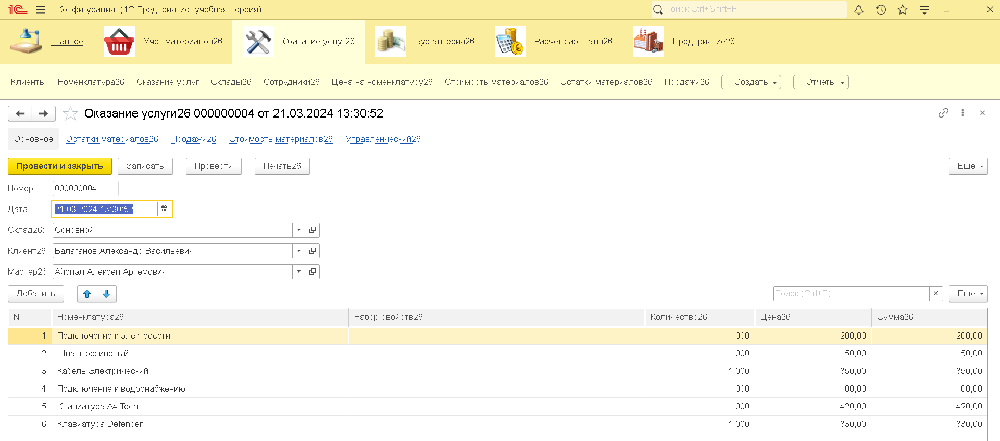 1С Конфигурация (1С:Предприятие, учебная версия) Поиск Ctrl+Shift+F
Главное Учет материалов26 Оказание услуг26 Бухгалтерия26 Расчет зарплаты26 Предприятие26
Клиенты Номенклатура26 Оказание услуг Склады26 Сотрудники26 Цена на номенклатуру26 Стоимость материалов26 Остатки материалов26 Продажи26 Создать Отчеты
Оказание услуги26 000000004 от 21.03.2024 13:30:52
Основное Остатки материалов26 Продажи26 Стоимость материалов26 Управленческий26
Провести и закрыть Записать Провести Печать26 Еще
Номер: 000000004
Дата: 21.03.2024 13:30:52
Склад26: Основной
Клиент26: Балаганов Александр Васильевич
Мастер26: Айсиэл Алексей Артемович
Добавить Поиск (Ctrl+F) Еще
N Номенклатура26 Набор свойств26 Количество26 Цена26 Сумма26
1 Подключение к электросети 1,000 200,00 200,00
2 Шланг резиновый 1,000 150,00 150,00
3 Кабель Электрический 1,000 350,00 350,00
4 Подключение к водоснабжению 1,000 100,00 100,00
5 Клавиатура A4 Tech 1,000 420,00 420,00
6 Клавиатура Defender 1,000 330,00 330,00